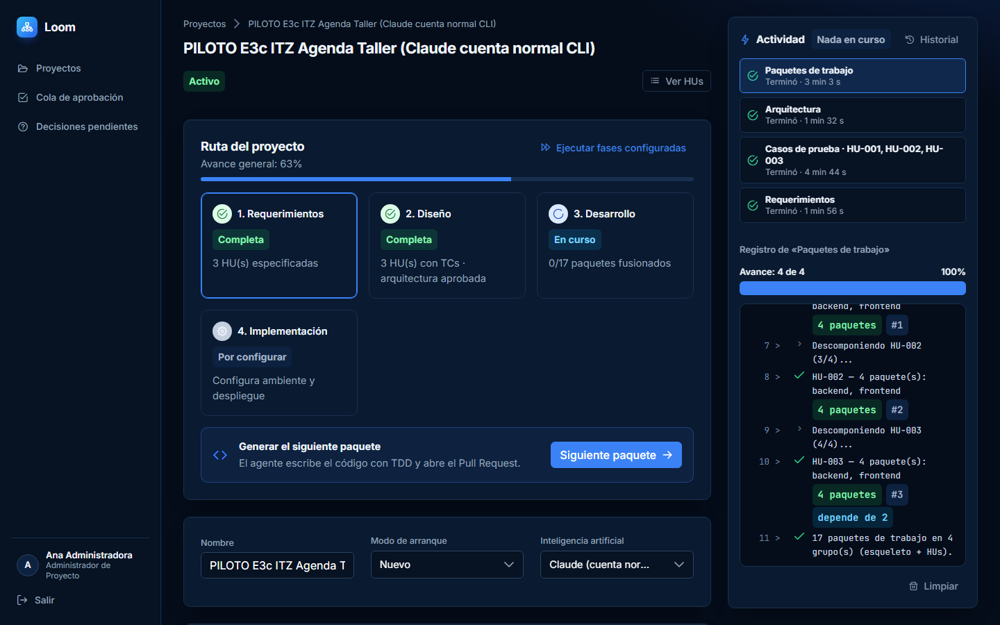 Loom
Proyectos
Cola de aprobación
Decisiones pendientes
A
Ana Administradora
Administrador de
Proyecto
Salir
Proyectos
PILOTO E3c ITZ Agenda Taller (Claude cuenta normal CLI)
PILOTO E3c ITZ Agenda Taller (Claude cuenta normal CLI)
Activo
Ver HUs
Ruta del proyecto
Avance general: 63%
Ejecutar fases configuradas
1. Requerimientos
Completa
3 HU(s) especificadas
2. Diseño
Completa
3 HU(s) con TCs ·
arquitectura aprobada
3. Desarrollo
En curso
0/17 paquetes fusionados
4. Implementación
Por configurar
Configura ambiente y
despliegue
Generar el siguiente paquete
El agente escribe el código con TDD y abre el Pull Request.
Siguiente paquete
Nombre
PILOTO E3c ITZ Agenda T
Modo de arranque
Nuevo
Inteligencia artificial
Claude (cuenta nor...
Actividad
Nada en curso
Historial
Paquetes de trabajo
Terminó · 3 min 3 s
Arquitectura
Terminó · 1 min 32 s
Casos de prueba · HU-001, HU-002, HU-
003
Terminó · 4 min 44 s
Requerimientos
Terminó · 1 min 56 s
Registro de «Paquetes de trabajo»
Avance: 4 de 4
100%
backend, frontend
4 paquetes #1
7 > Descomponiendo HU-002
(3/4)...
8 > HU-002 — 4 paquete(s):
backend, frontend
4 paquetes #2
9 > Descomponiendo HU-003
(4/4)...
10 > HU-003 — 4 paquete(s):
backend, frontend
4 paquetes #3
depende de 2
11 > 17 paquetes de trabajo en 4
grupo(s) (esqueleto + HUs).
Limpiar